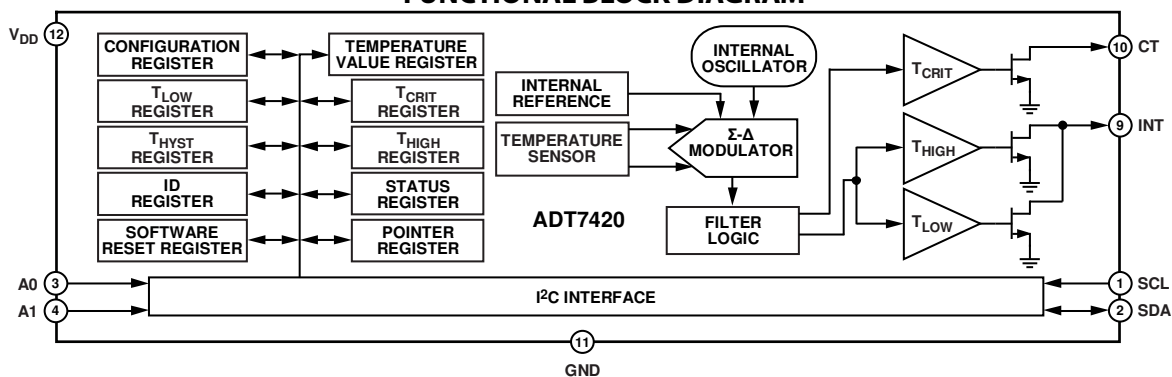 FUNCTIONAL BLOCK DIAGRAM
VDD
12
CONFIGURATION
REGISTER
TEMPERATURE
VALUE REGISTER
TLOW
REGISTER
TCRIT
REGISTER
THYST
REGISTER
THIGH
REGISTER
ID
REGISTER
STATUS
REGISTER
SOFTWARE
RESET REGISTER
POINTER
REGISTER
INTERNAL
OSCILLATOR
INTERNAL
REFERENCE
TEMPERATURE
SENSOR
Σ-Δ
MODULATOR
FILTER
LOGIC
ADT7420
TCRIT
THIGH
TLOW
10
CT
9
INT
A0
3
A1
4
I2C INTERFACE
1
SCL
2
SDA
11
GND